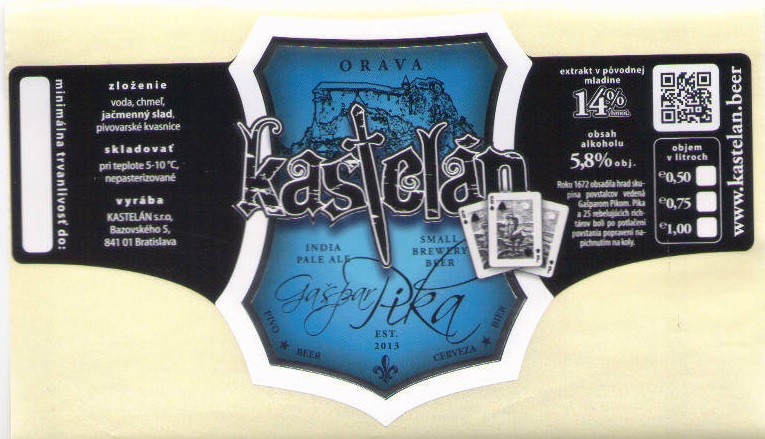 minimálna trvanlivosť do:
zloženie
voda, chmeľ,
jačmenný slad,
pivovarské kvasnice
skladovať
pri teplote 5-10 °C,
nepasterizované
vyrába
KASTELÁN s.r.o,
Bazovského 5,
841 01 Bratislava
ORAVA
kastelán
INDIA
PALE ALE
SMALL
BREWERY
BEER
Gašpar Pika
EST.
2013
PIVO ★ BEER
CERVEZA ★ BIER
extrakt v pôvodnej
mladine
14%
hmot.
obsah
alkoholu
5,8% obj.
Roku 1672 obsadila hrad sku-
pina povstalcov vedená
Gašparom Pikom. Pika
a 25 rebelujúcich rich-
tárov boli po potlačení
povstania popravení na-
pichnutím na koly.
objem
v litroch
e 0,50
e 0,75
e 1,00
www.kastelan.beer